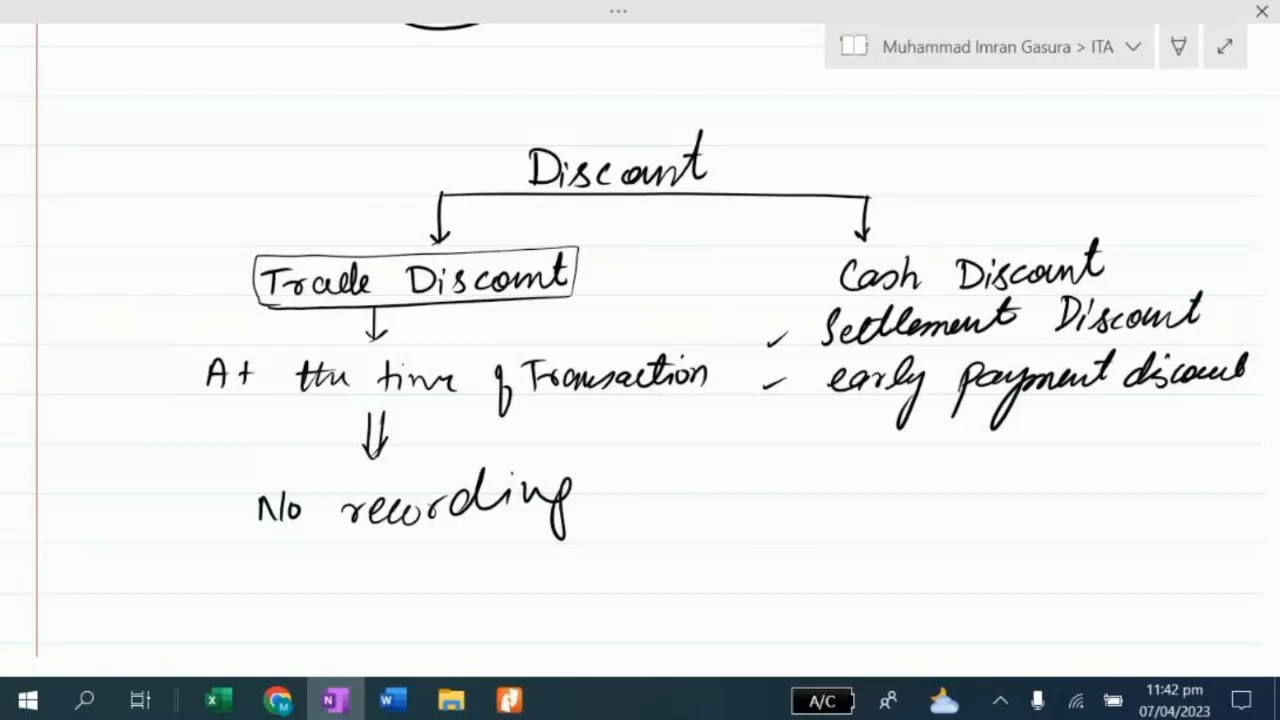 Muhammad Imran Gasura > ITA
Discount
Trade Discount
Cash Discount
Settlement Discount
At the time of Transaction
early payment discount
No recording
A/C
11:42 pm
07/04/2023